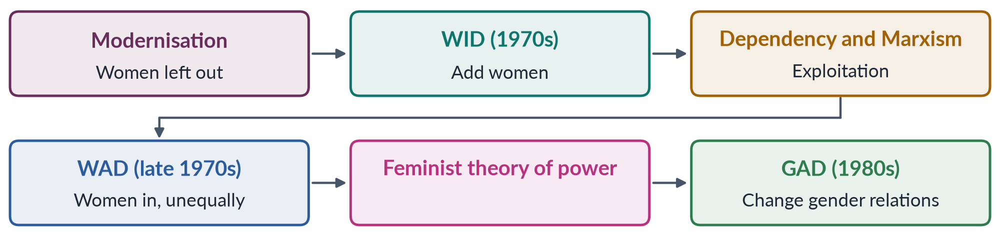 Modernisation
Women left out
WID (1970s)
Add women
Dependency and Marxism
Exploitation
WAD (late 1970s)
Women in, unequally
Feminist theory of power
GAD (1980s)
Change gender relations